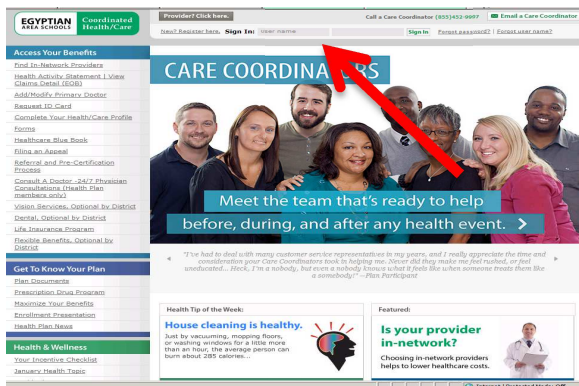 EGYPTIAN
AREA SCHOOLS
Coordinated
Health/Care
Provider? Click here.
Call a Care Coordinator (855)452-9997
Email a Care Coordinator
New? Register here. Sign In: User name
Sign In
Forgot password? | Forgot user name?
Access Your Benefits
Find In-Network Providers
Health Activity Statement | View
Claims Detail (EOB)
Add/Modify Primary Doctor
Request ID Card
Complete Your Health/Care Profile
Forms
Healthcare Blue Book
Filing an Appeal
Referral and Pre-Certification
Process
Consult A Doctor -24/7 Physician
Consultations (Health Plan
members only)
Vision Services, Optional by District
Dental, Optional by District
Life Insurance Program
Flexible Benefits, Optional by
District
Get To Know Your Plan
Plan Documents
Prescription Drug Program
Maximize Your Benefits
Enrollment Presentation
Health Plan News
Health & Wellness
Your Incentive Checklist
January Health Topic
CARE COORDINATORS
Meet the team that's ready to help
before, during, and after any health event. >
"I've had to deal with many customer service representatives in my years, and I really appreciate the time and
consideration your Care Coordinators took in helping me. Never did they make me feel rushed, or feel
uneducated... Heck, I'm a nobody, but even a nobody knows what it feels like when someone treats them like
a somebody!" --Plan Participant
Health Tip of the Week:
House cleaning is healthy.
Just by vacuuming, mopping floors,
or washing windows for a little more
than an hour, the average person can
burn about 285 calories...
Featured:
Is your provider
in-network?
Choosing in-network providers
helps to lower healthcare costs.
Internet | Protected Mode: Off